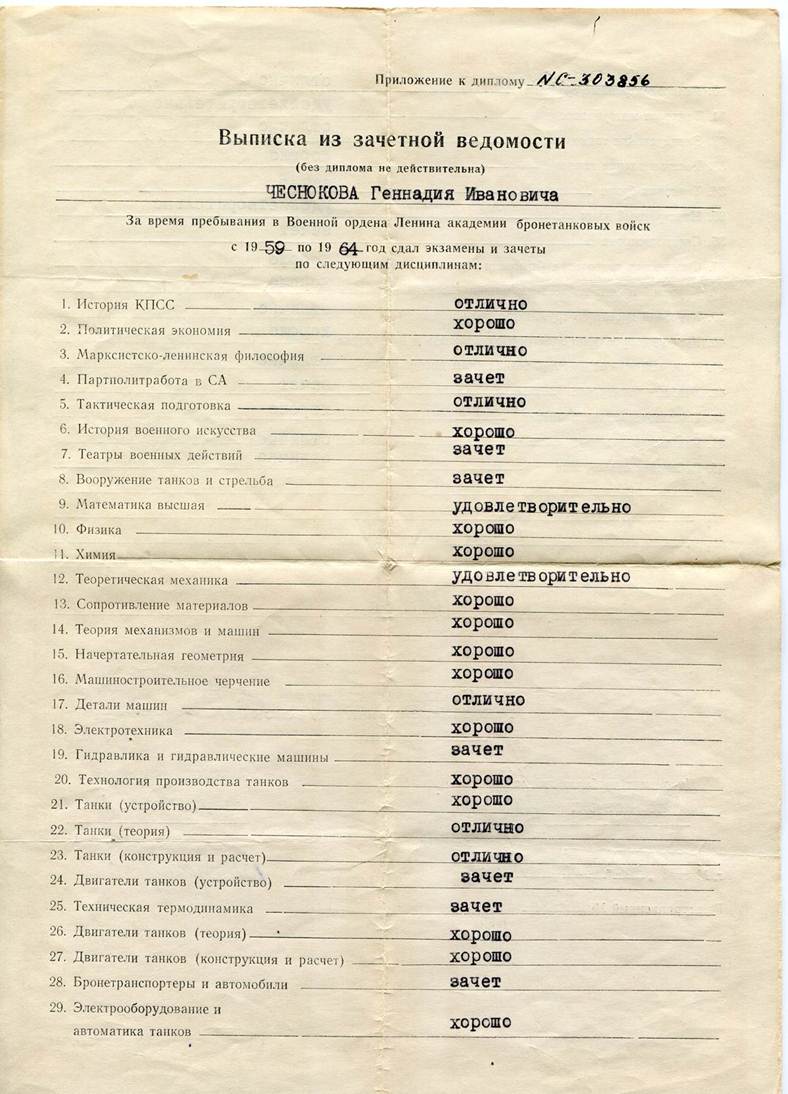 Приложение к диплому NС-303856
Выписка из зачетной ведомости
(без диплома не действительна)
ЧЕСНОКОВА Геннадия Ивановича
За время пребывания в Военной ордена Ленина академии бронетанковых войск
с 1959 по 1964 год сдал экзамены и зачеты
по следующим дисциплинам:
1. История КПСС отлично
2. Политическая экономия хорошо
3. Марксистско-ленинская философия отлично
4. Партполитработа в СА зачет
5. Тактическая подготовка отлично
6. История военного искусства хорошо
7. Театры военных действий зачет
8. Вооружение танков и стрельба зачет
9. Математика высшая удовлетворительно
10. Физика хорошо
11. Химия хорошо
12. Теоретическая механика удовлетворительно
13. Сопротивление материалов хорошо
14. Теория механизмов и машин хорошо
15. Начертательная геометрия хорошо
16. Машиностроительное черчение хорошо
17. Детали машин отлично
18. Электротехника хорошо
19. Гидравлика и гидравлические машины зачет
20. Технология производства танков хорошо
21. Танки (устройство) хорошо
22. Танки (теория) отлично
23. Танки (конструкция и расчет) отлично
24. Двигатели танков (устройство) зачет
25. Техническая термодинамика зачет
26. Двигатели танков (теория) хорошо
27. Двигатели танков (конструкция и расчет) хорошо
28. Бронетранспортеры и автомобили зачет
29. Электрооборудование и
автоматика танков хорошо